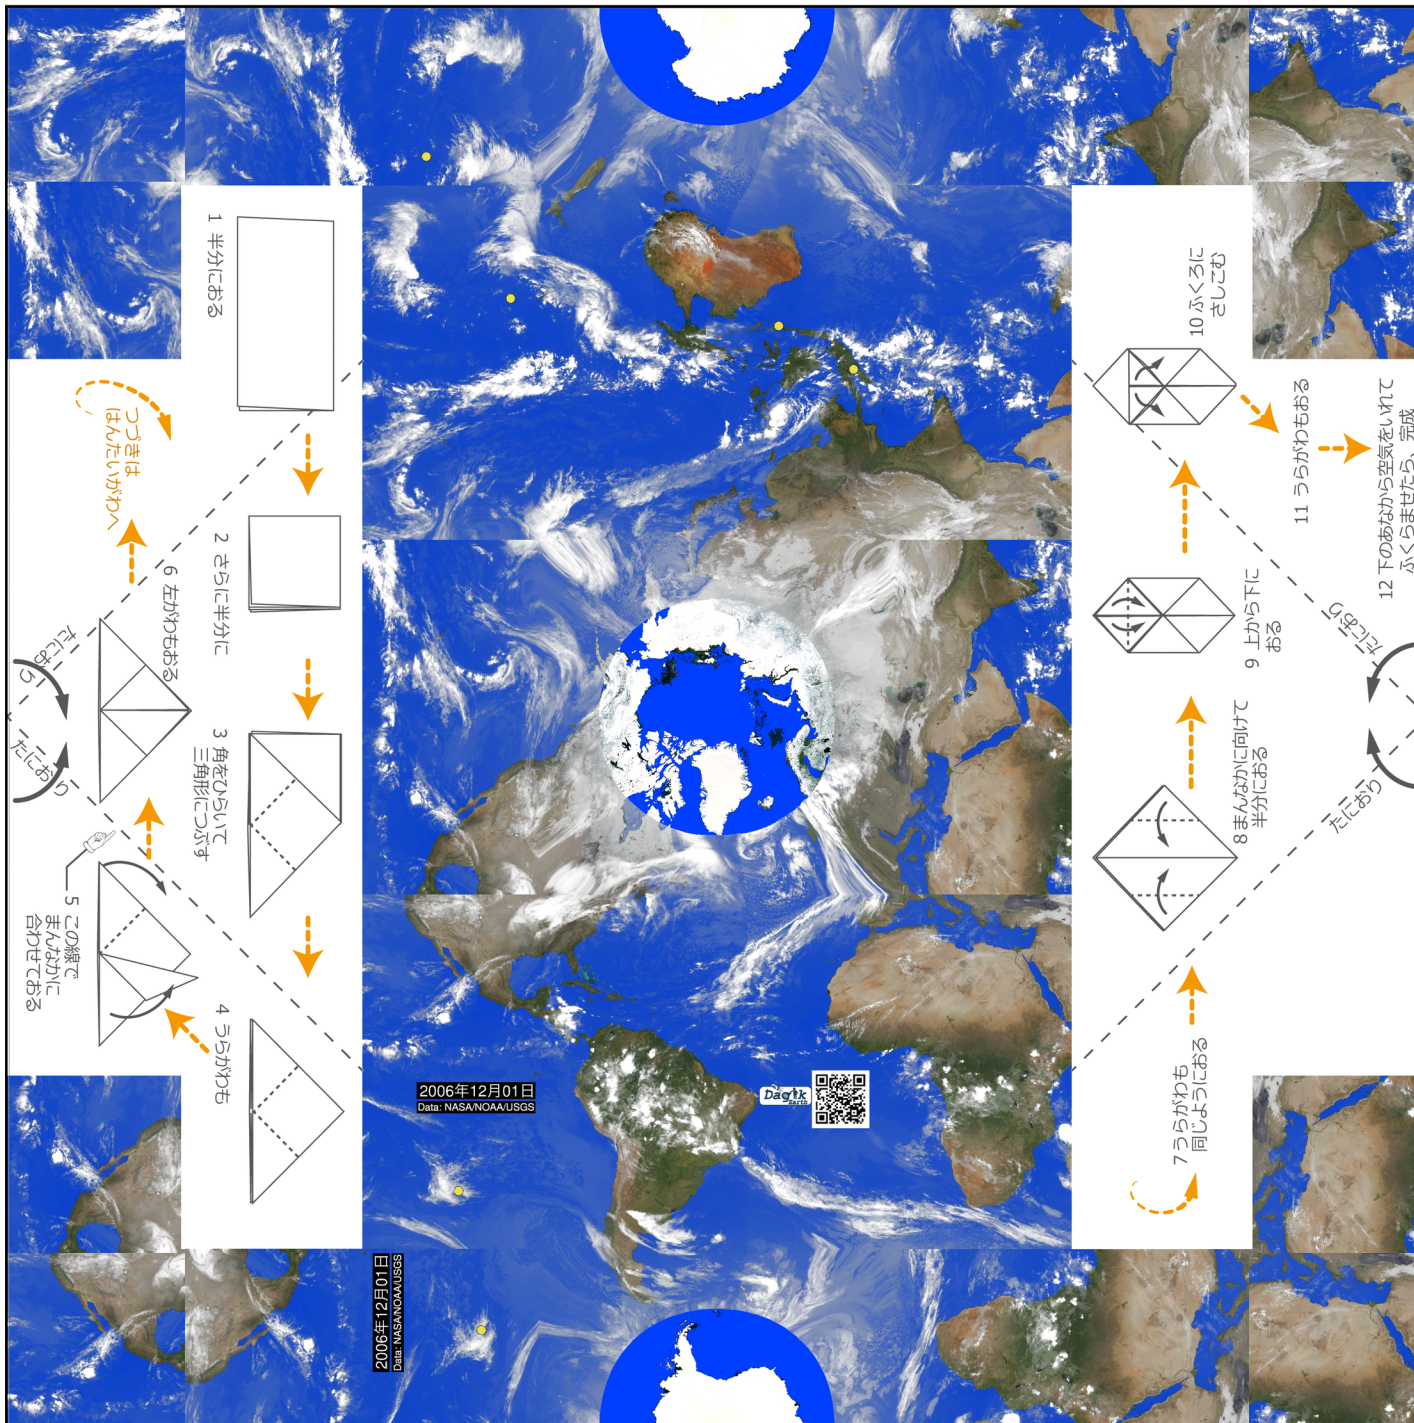 1 半分におる
2 さらに半分に
3 角をひらいて
三角形につぶす
4 うらがわも
5 この線で
まんなかに
合わせておる
6 左がわもおる
つづきは
はんたいがわへ
たにおり
たにおり
7 うらがわも
同じようにおる
8 まんなかに向けて
半分におる
9 上から下に
おる
10 ふくろに
さしこむ
11 うらがわもおる
12 下のあなから空気をいれて
ふくらませたら、完成
たにおり
たにおり
2006年12月01日
Data: NASA/NOAA/USGS
Dagik
Earth
2006年12月01日
Data: NASA/NOAA/USGS